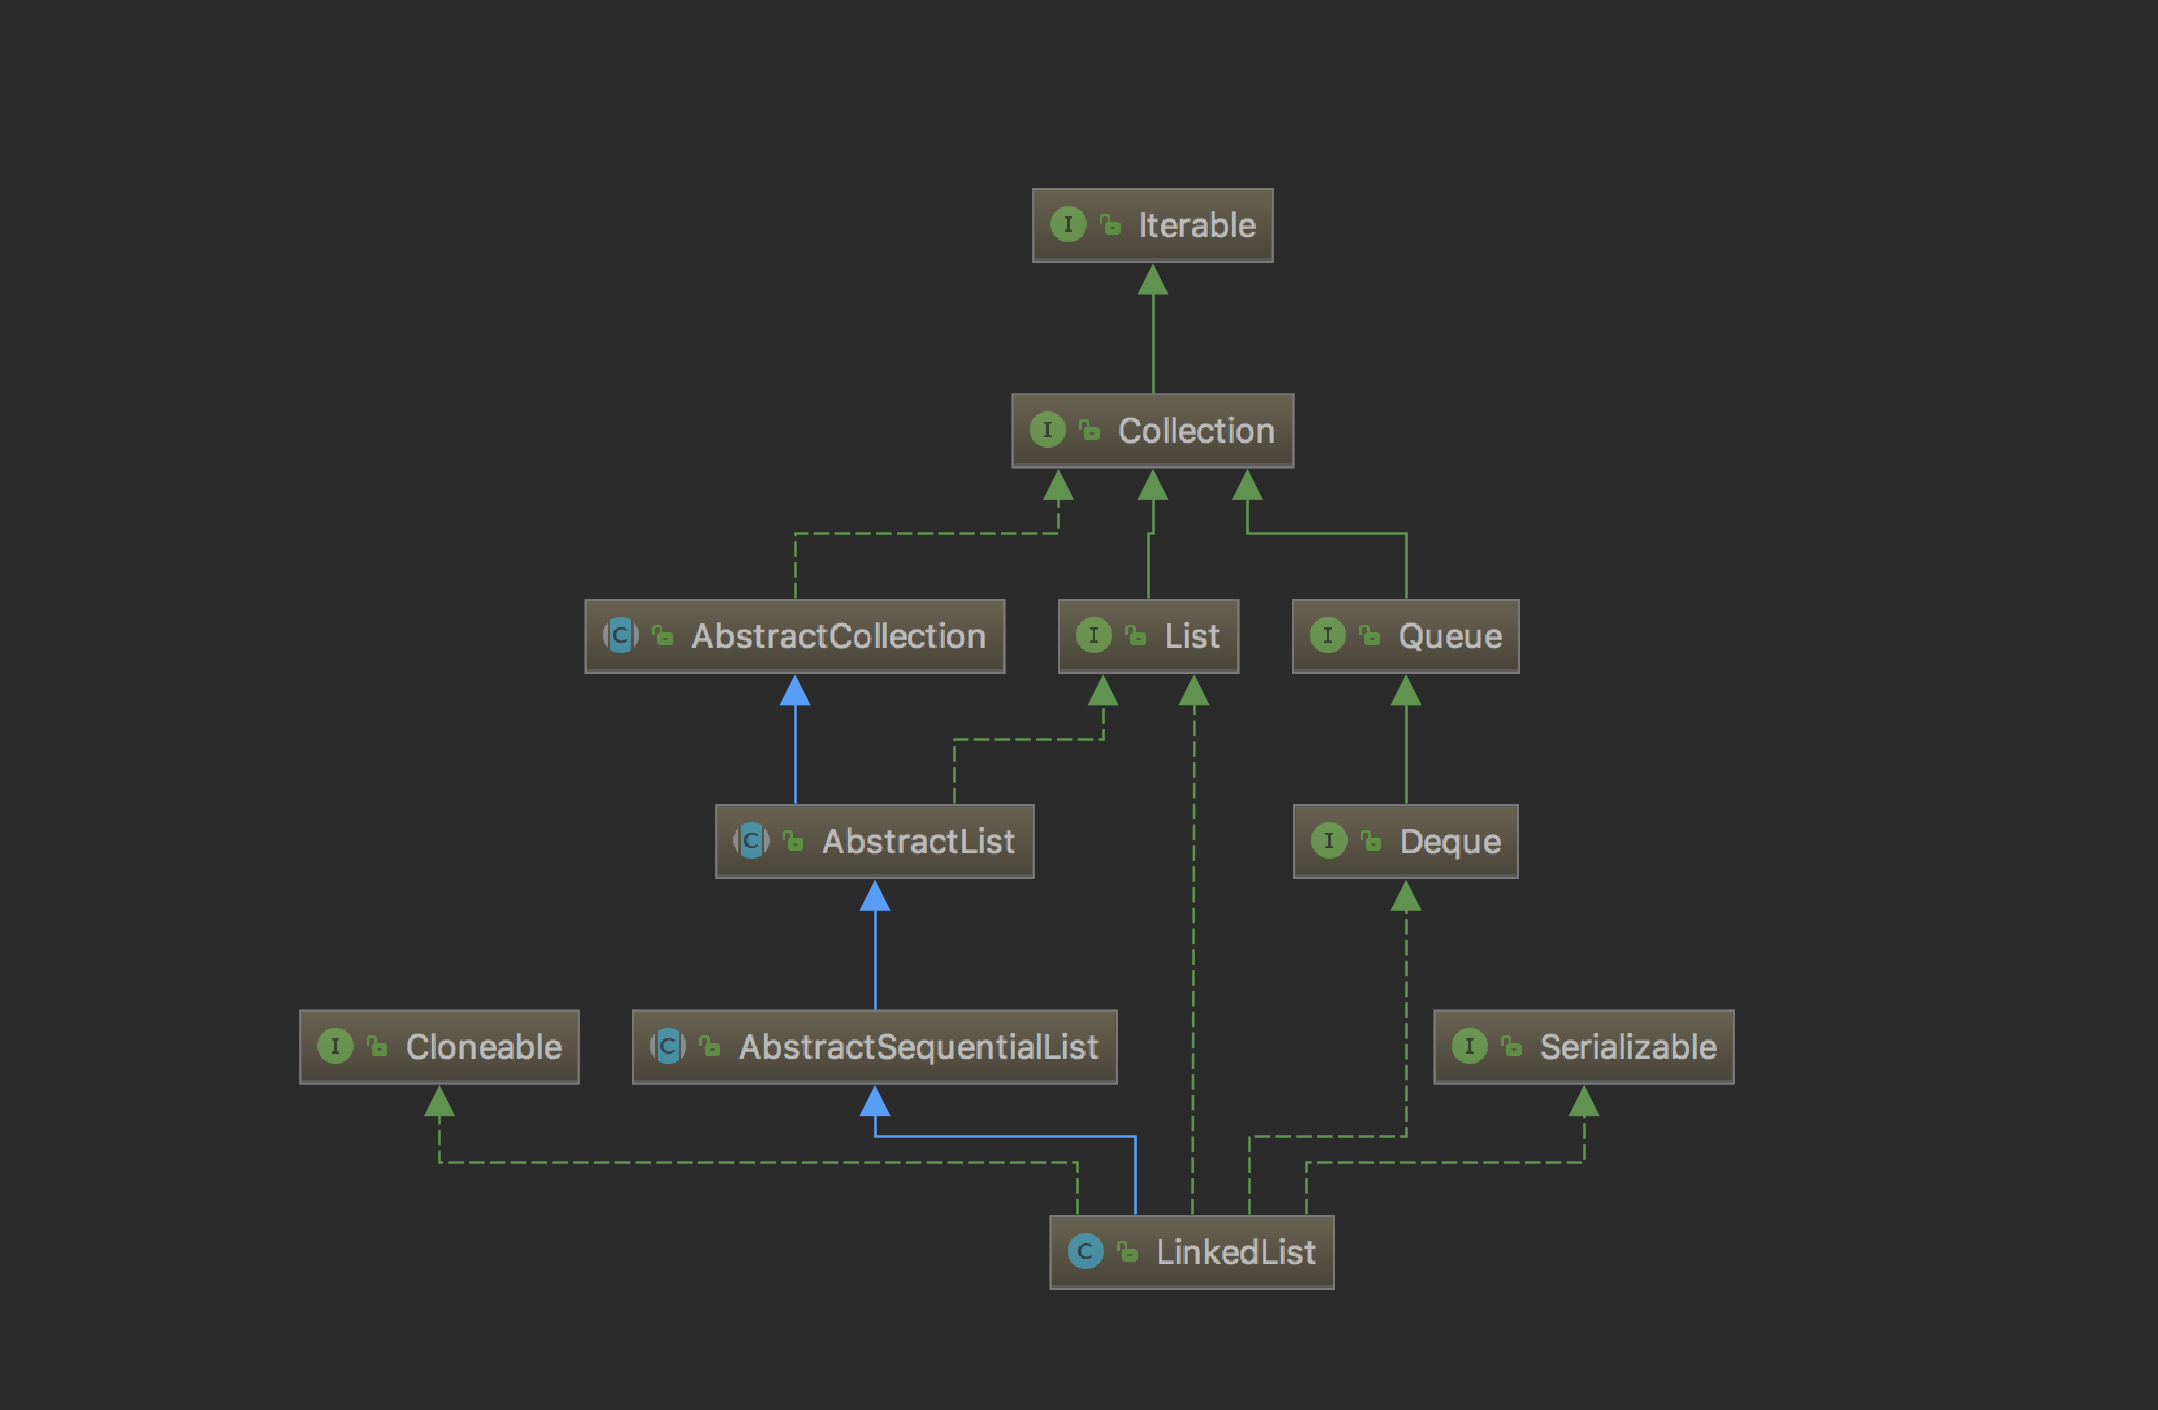 I Iterable
I Collection
C AbstractCollection
I List
I Queue
C AbstractList
I Deque
I Cloneable
C AbstractSequentialList
I Serializable
C LinkedList